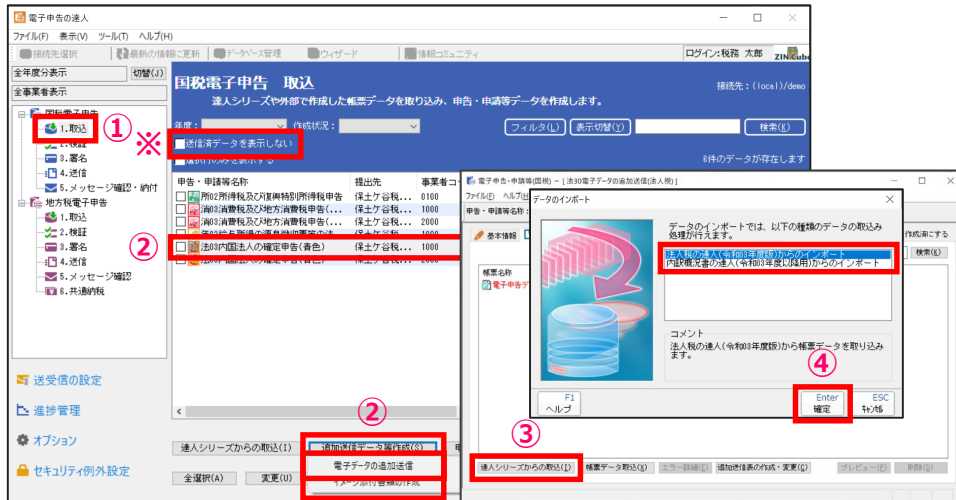 電子申告の達人
ファイル(F) 表示(V) ツール(T) ヘルプ(H)
接続先選択 最新の情報に更新 データベース管理 ウィザード 情報コミュニティ
ログイン:税務 太郎
ZINCube
全年度分表示 切替(J)
全事業者表示
国税電子申告
1.取込
2.検証
3.署名
4.送信
5.メッセージ確認・納付
地方税電子申告
1.取込
2.検証
3.署名
4.送信
5.メッセージ確認
6.共通納税
送受信の設定
進捗管理
オプション
セキュリティ例外設定
①
※
②
国税電子申告 取込
接続先:(local)/demo
達人シリーズや外部で作成した帳票データを取り込み、申告・申請等データを作成します。
年度: 作成状況: フィルタ(L) 表示切替(Y) 検索(K)
送信済データを表示しない
選択行のみを表示する
6件のデータが存在します
申告・申請等名称 提出先 事業者コ
所02所得税及び復興特別所得税申告 保土ケ谷税... 0100
消03消費税及び地方消費税申告(... 保土ケ谷税... 1000
消03消費税及び地方消費税申告(... 保土ケ谷税... 2000
法03内国法人の確定申告(青色) 保土ケ谷税... 1000
②
達人シリーズからの取込(I) 追加送信データ等作成(S)
電子データの追加送信
イメージ添付書類の作成
全選択(A) 変更(U)
電子申告・申請等(国税) - [法30電子データの追加送信(法人税)]
ファイル(F) 編集(E) ヘルプ(H)
申告・申請等名称:
基本情報
作成済にする
検索(K)
帳票名称
データのインポート
データのインポートでは、以下の種類のデータの取込み
処理が行えます。
法人税の達人(令和03年度版)からのインポート
内訳概況書の達人(令和03年度以降用)からのインポート
コメント
法人税の達人(令和03年度版)から帳票データを取り込み
ます。
④
F1
ヘルプ
Enter
確定
ESC
キャンセル
③
達人シリーズからの取込(I) 帳票データ取込(X) エラー詳細(E) 追加送信表の作成・変更(C) プレビュー(P) 削除(D)